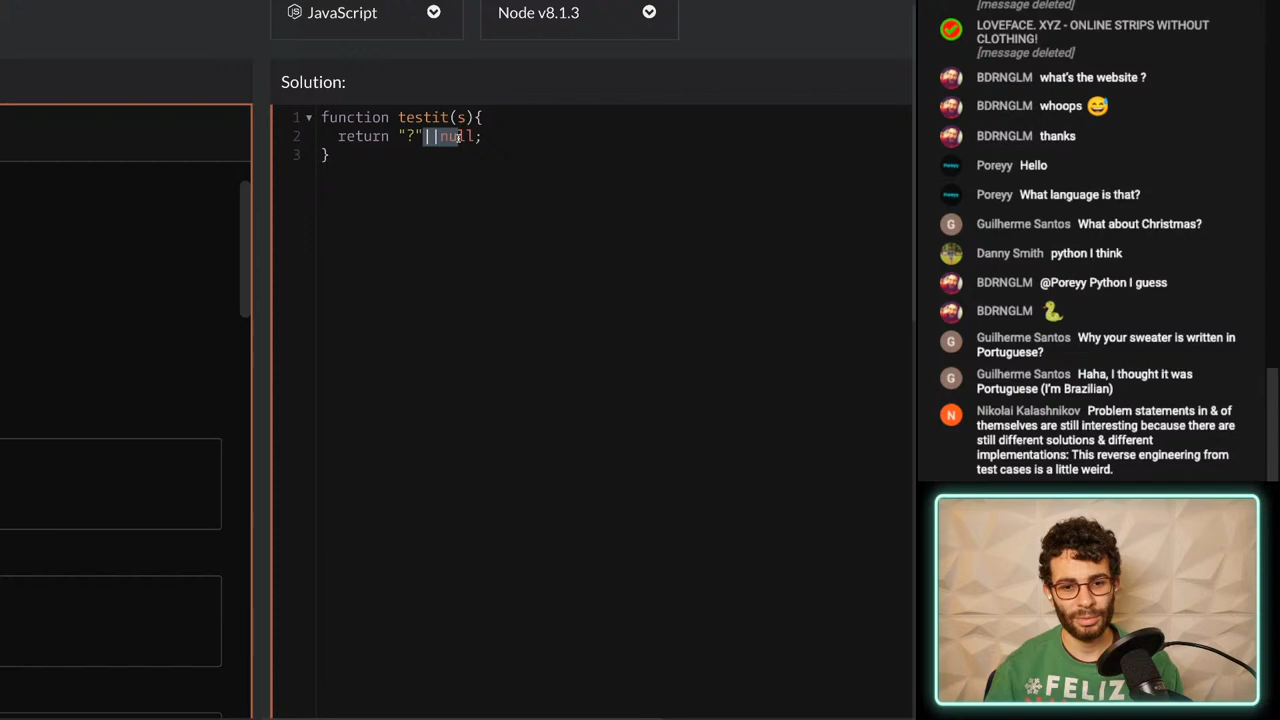 JavaScript
Node v8.1.3
Solution:
1 function testit(s){
2 return "?"||null;
3 }
[message deleted]
LOVEFACE. XYZ - ONLINE STRIPS WITHOUT
CLOTHING!
[message deleted]
BDRNGLM what's the website ?
BDRNGLM whoops 😅
BDRNGLM thanks
Poreyy Hello
Poreyy What language is that?
Guilherme Santos What about Christmas?
Danny Smith python I think
BDRNGLM @Poreyy Python I guess
BDRNGLM 🐍
Guilherme Santos Why your sweater is written in
Portuguese?
Guilherme Santos Haha, I thought it was
Portuguese (I'm Brazilian)
Nikolai Kalashnikov Problem statements in & of
themselves are still interesting because there are
still different solutions & different
implementations: This reverse engineering from
test cases is a little weird.
FELIZ